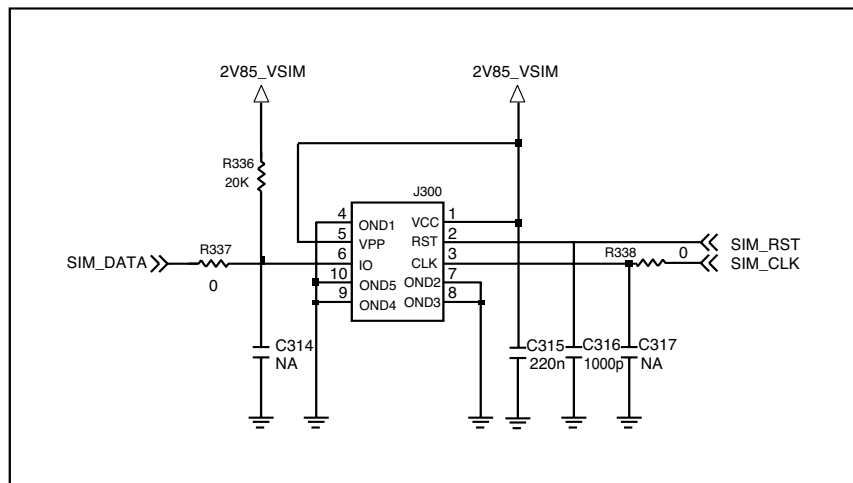 2V85_VSIM
2V85_VSIM
R336
20K
J300
4
OND1
VCC
1
5
VPP
RST
2
SIM_RST
SIM_DATA
R337
0
6
IO
CLK
3
R338
0
SIM_CLK
10
OND5
OND2
7
9
OND4
OND3
8
C314
NA
C315
220n
C316
1000p
C317
NA